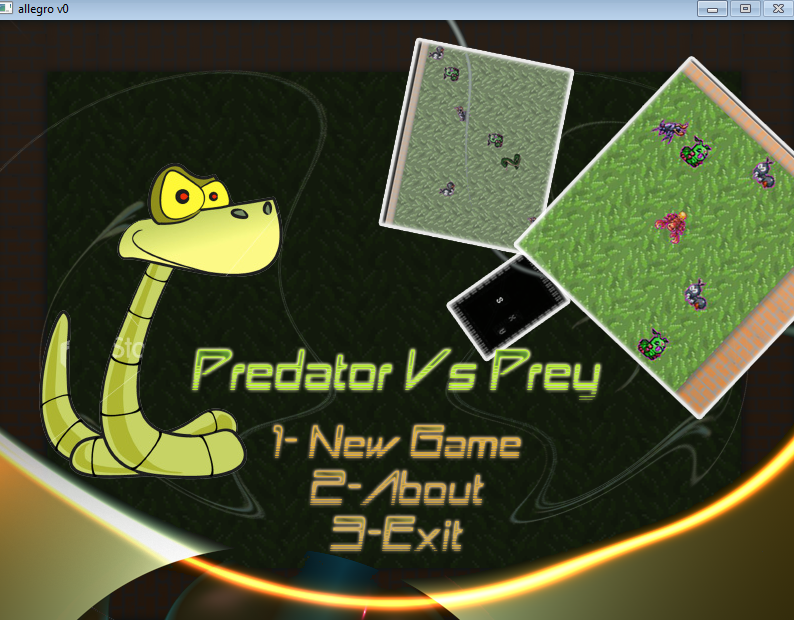 allegro v0
Predator Vs Prey
1- New Game
2-About
3-Exit